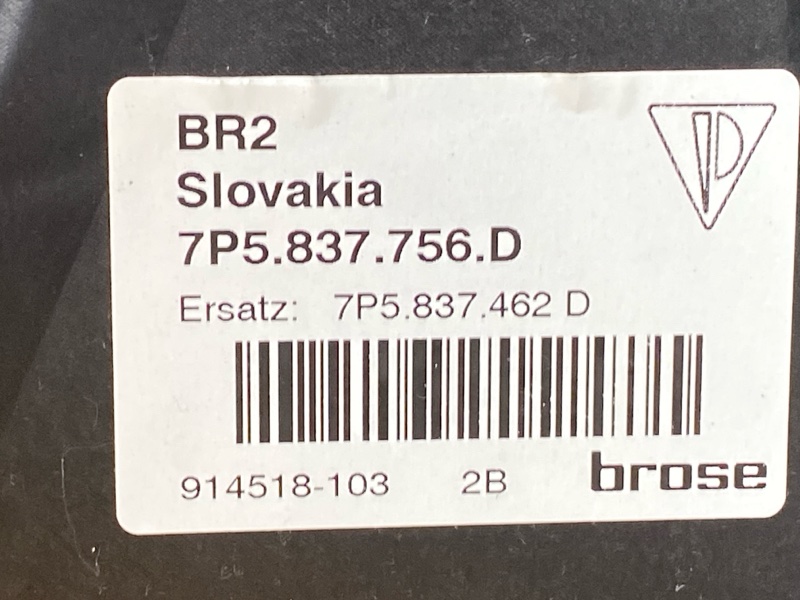 BR2
Slovakia
7P5.837.756.D
Ersatz: 7P5.837.462 D
914518-103 2B
brose